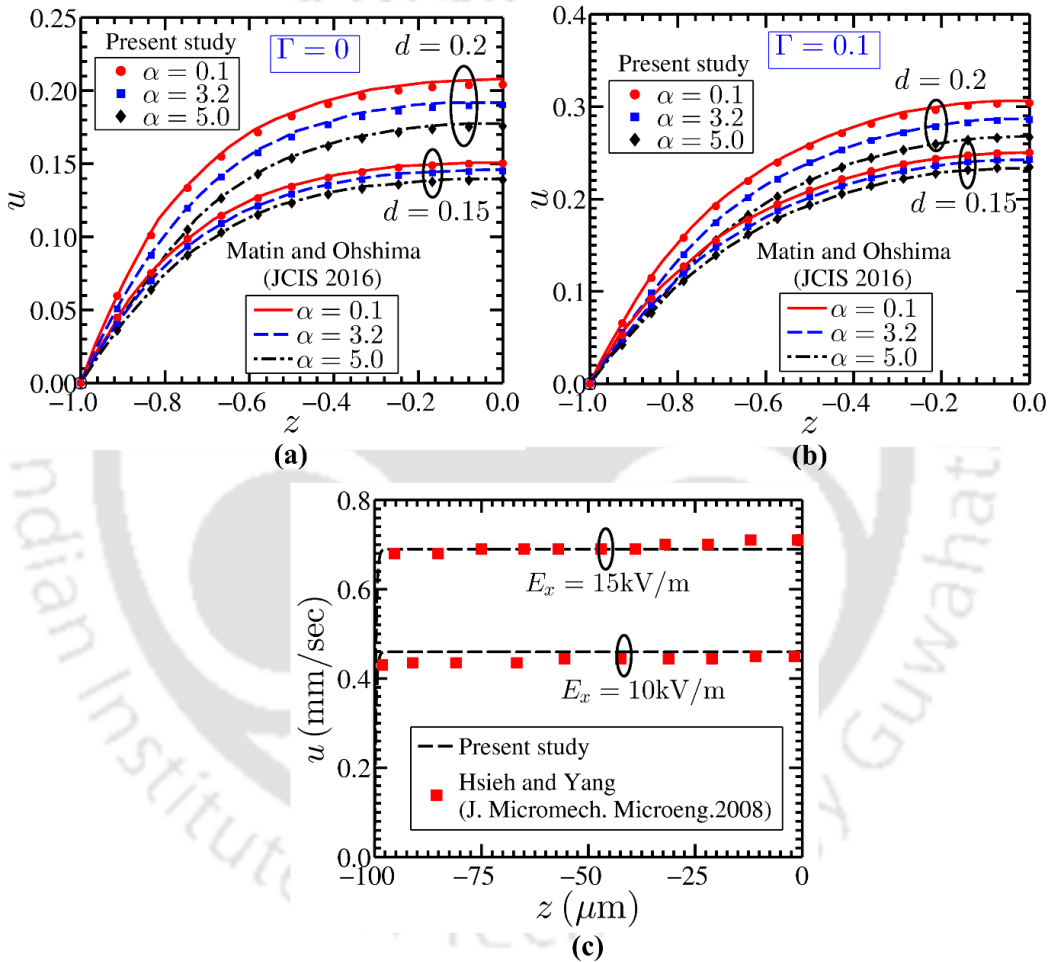 Present study
α = 0.1
α = 3.2
α = 5.0
Γ = 0
d = 0.2
d = 0.15
Matin and Ohshima
(JCIS 2016)
α = 0.1
α = 3.2
α = 5.0
0.25
0.20
0.15
0.10
0.05
0.00
u
-1.0 -0.8 -0.6 -0.4 -0.2 0.0
z
(a)
Present study
α = 0.1
α = 3.2
α = 5.0
Γ = 0.1
d = 0.2
d = 0.15
Matin and Ohshima
(JCIS 2016)
α = 0.1
α = 3.2
α = 5.0
0.4
0.3
0.2
0.1
0.0
u
-1.0 -0.8 -0.6 -0.4 -0.2 0.0
z
(b)
0.8
0.6
0.4
0.2
0.0
u (mm/sec)
E_x = 15kV/m
E_x = 10kV/m
Present study
Hsieh and Yang
(J. Micromech. Microeng.2008)
-100 -75 -50 -25 0
z (μm)
(c)
Indian Institute
Guwahati